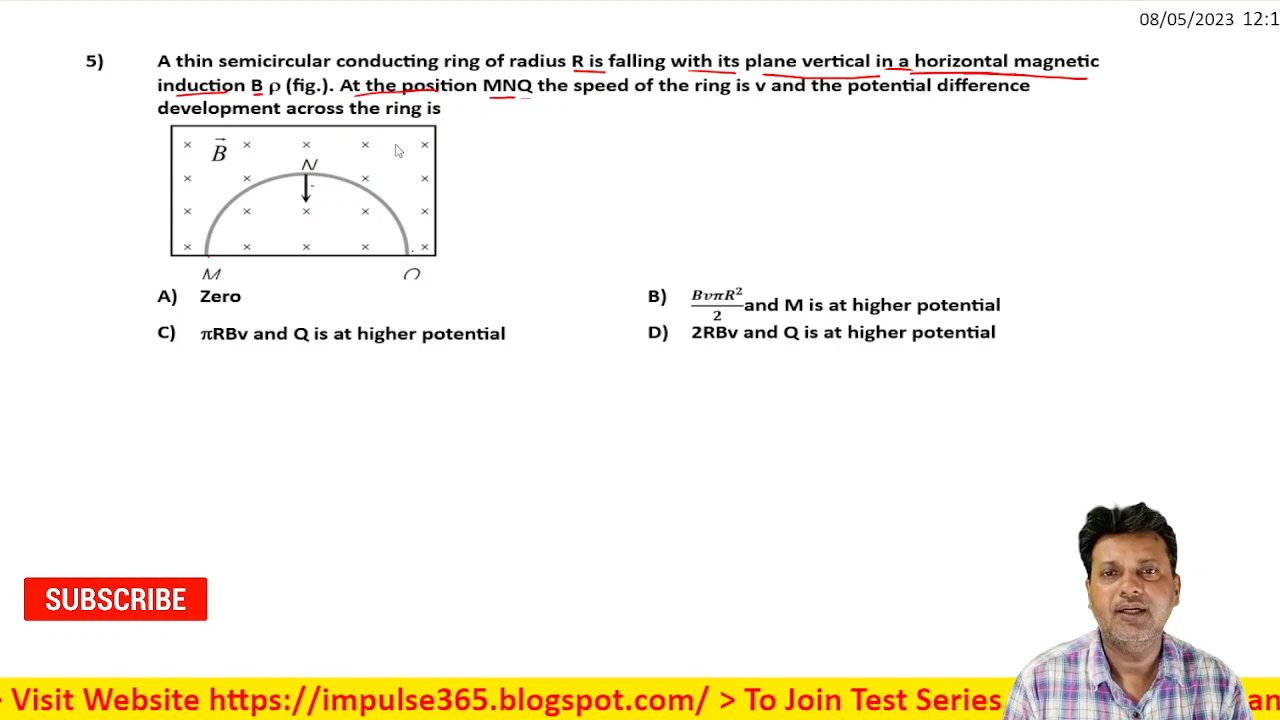 08/05/2023 12:1
5) A thin semicircular conducting ring of radius R is falling with its plane vertical in a horizontal magnetic
induction B ρ (fig.). At the position MNQ the speed of the ring is v and the potential difference
development across the ring is
× × × × ×
B⃗
N
× × ×
× × × × ×
× × × × ×
M Q
A) Zero B) BvπR²/2 and M is at higher potential
C) πRBv and Q is at higher potential D) 2RBv and Q is at higher potential
SUBSCRIBE
Visit Website https://impulse365.blogspot.com/ > To Join Test Series an